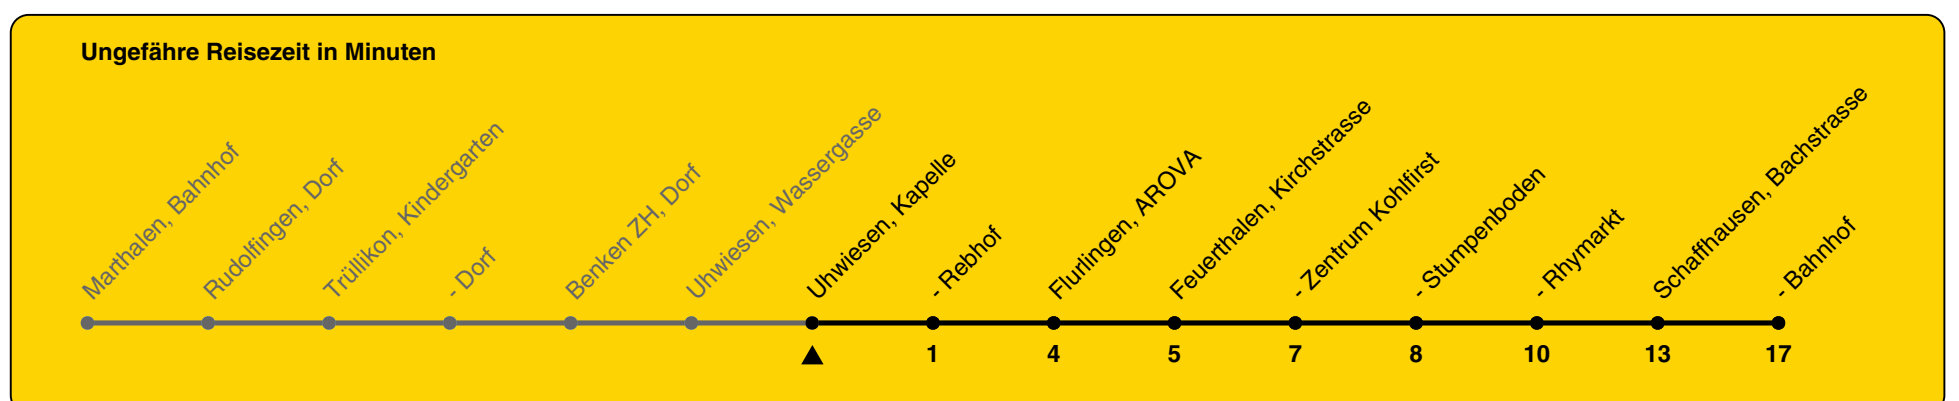 Ungefähre Reisezeit in Minuten
Marthalen, Bahnhof
Rudolfingen, Dorf
Trüllikon, Kindergarten
- Dorf
Benken ZH, Dorf
Uhwiesen, Wassergasse
Uhwiesen, Kapelle
- Rebhof
Flurlingen, AROVA
Feuerthalen, Kirchstrasse
- Zentrum Kohlfirst
- Stumpenboden
- Rhymarkt
Schaffhausen, Bachstrasse
- Bahnhof
1 4 5 7 8 10 13 17